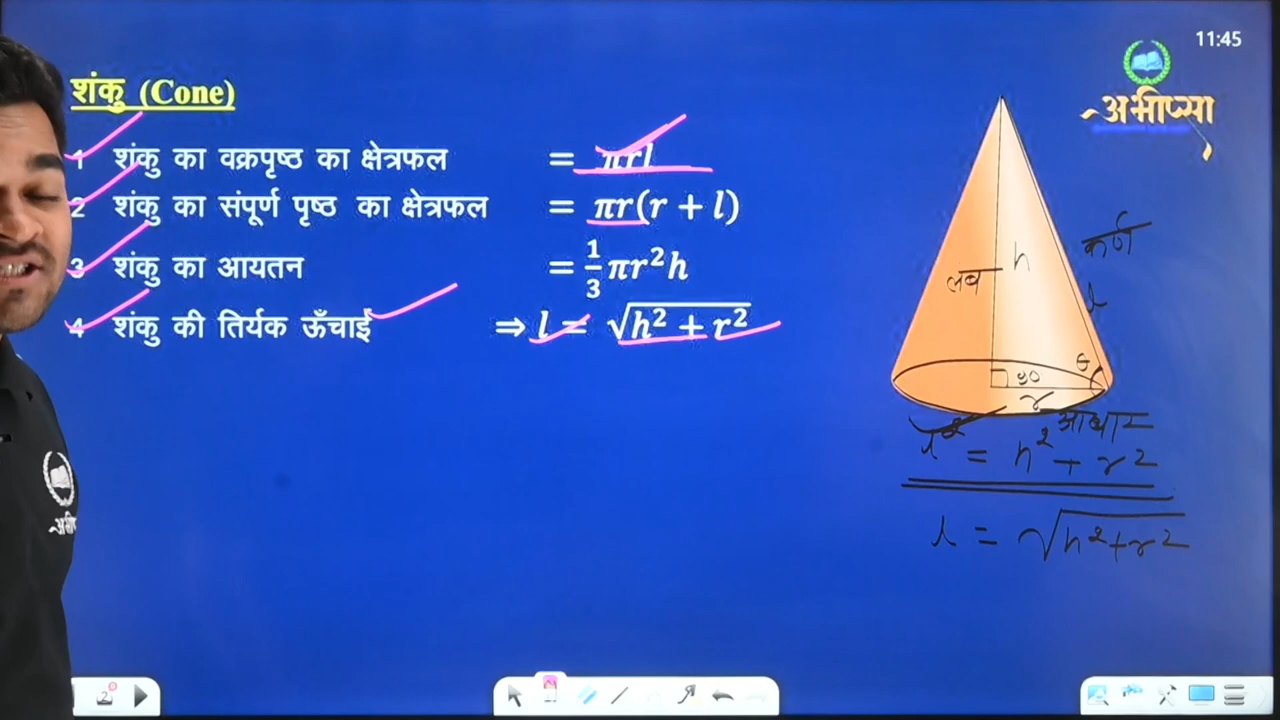 11:45
अभीप्सा
शंकु (Cone)
1 शंकु का वक्रपृष्ठ का क्षेत्रफल = πrl
2 शंकु का संपूर्ण पृष्ठ का क्षेत्रफल = πr(r + l)
3 शंकु का आयतन = 1/3 πr²h
4 शंकु की तिर्यक ऊँचाई ⇒ l = √(h² + r²)
कर्ण
लंब h
l
90 θ
r
आधार
l² = h² + r²
l = √(h²+r²)
2